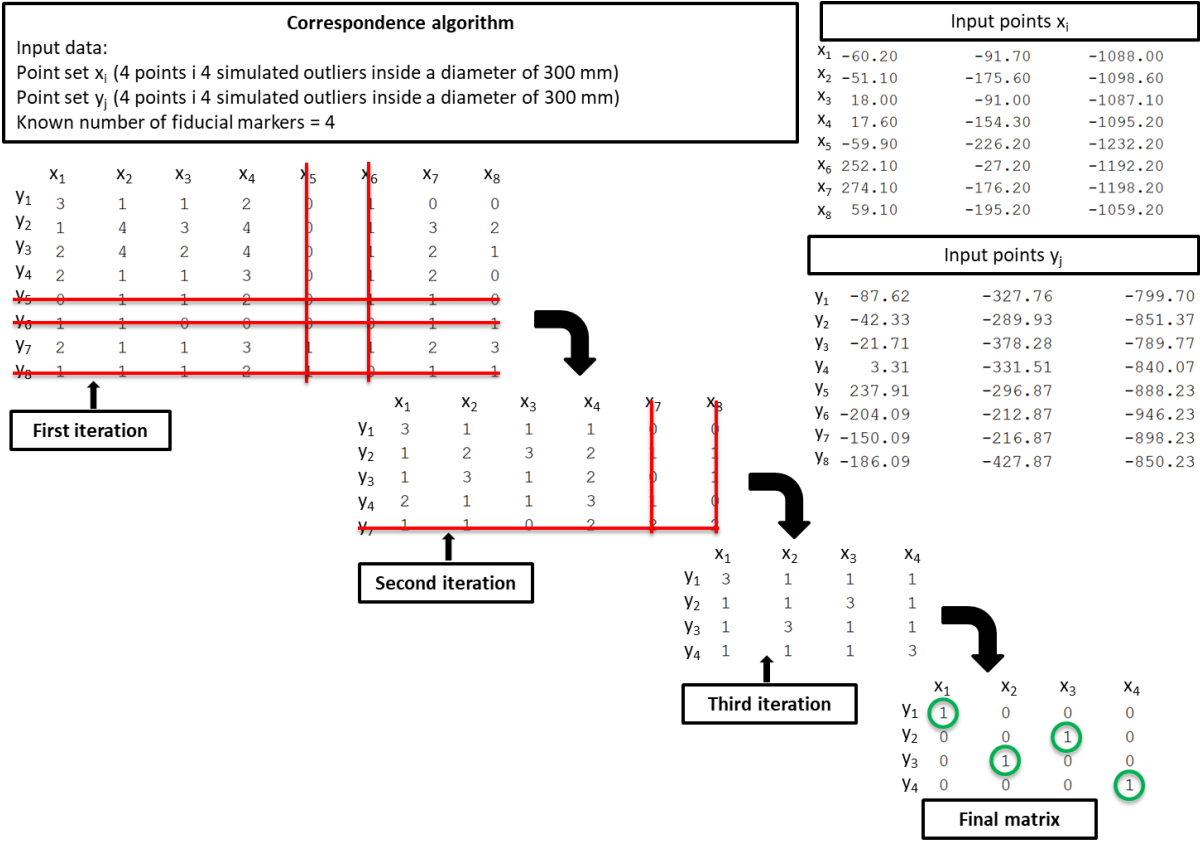 Correspondence algorithm
Input data:
Point set xi (4 points i 4 simulated outliers inside a diameter of 300 mm)
Point set yj (4 points i 4 simulated outliers inside a diameter of 300 mm)
Known number of fiducial markers = 4
Input points xi
x1 -60.20 -91.70 -1088.00
x2 -51.10 -175.60 -1098.60
x3 18.00 -91.00 -1087.10
x4 17.60 -154.30 -1095.20
x5 -59.90 -226.20 -1232.20
x6 252.10 -27.20 -1192.20
x7 274.10 -176.20 -1198.20
x8 59.10 -195.20 -1059.20
Input points yj
y1 -87.62 -327.76 -799.70
y2 -42.33 -289.93 -851.37
y3 -21.71 -378.28 -789.77
y4 3.31 -331.51 -840.07
y5 237.91 -296.87 -888.23
y6 -204.09 -212.87 -946.23
y7 -150.09 -216.87 -898.23
y8 -186.09 -427.87 -850.23
x1 x2 x3 x4 x5 x6 x7 x8
y1 3 1 1 2 0 1 0 0
y2 1 4 3 4 0 1 3 2
y3 2 4 2 4 0 1 2 1
y4 2 1 1 3 0 1 2 0
y5 0 1 1 2 0 1 1 0
y6 1 1 0 0 0 0 1 1
y7 2 1 1 3 1 1 2 3
y8 1 1 1 2 1 0 1 1
First iteration
x1 x2 x3 x4 x7 x8
y1 3 1 1 1 0 0
y2 1 2 3 2 1 1
y3 1 3 1 2 0 1
y4 2 1 1 3 1 0
y7 1 1 0 2 2 2
Second iteration
x1 x2 x3 x4
y1 3 1 1 1
y2 1 1 3 1
y3 1 3 1 1
y4 1 1 1 3
Third iteration
x1 x2 x3 x4
y1 1 0 0 0
y2 0 0 1 0
y3 0 1 0 0
y4 0 0 0 1
Final matrix